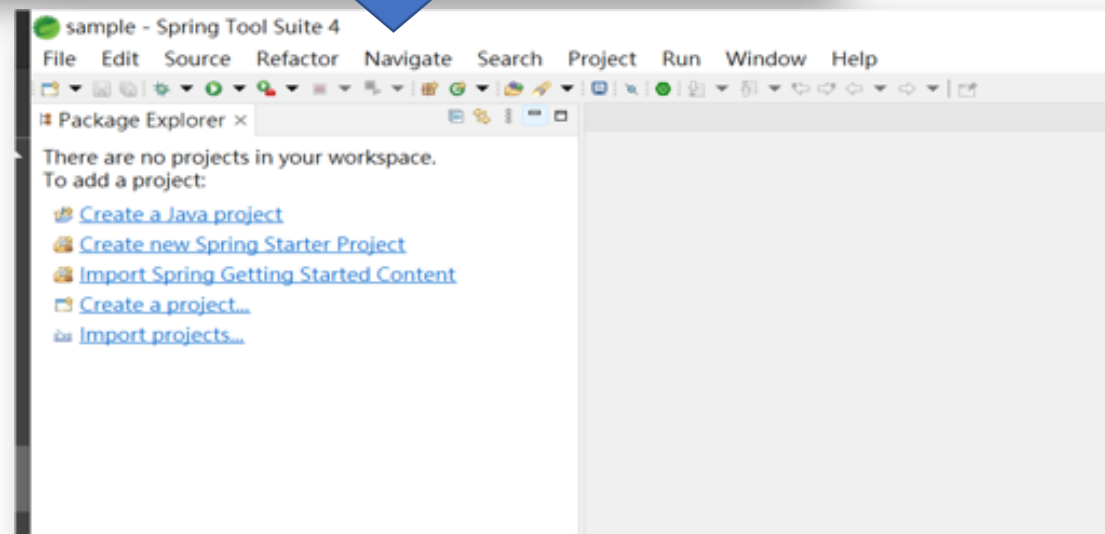 sample - Spring Tool Suite 4
File Edit Source Refactor Navigate Search Project Run Window Help
Package Explorer ×
There are no projects in your workspace.
To add a project:
Create a Java project
Create new Spring Starter Project
Import Spring Getting Started Content
Create a project...
Import projects...